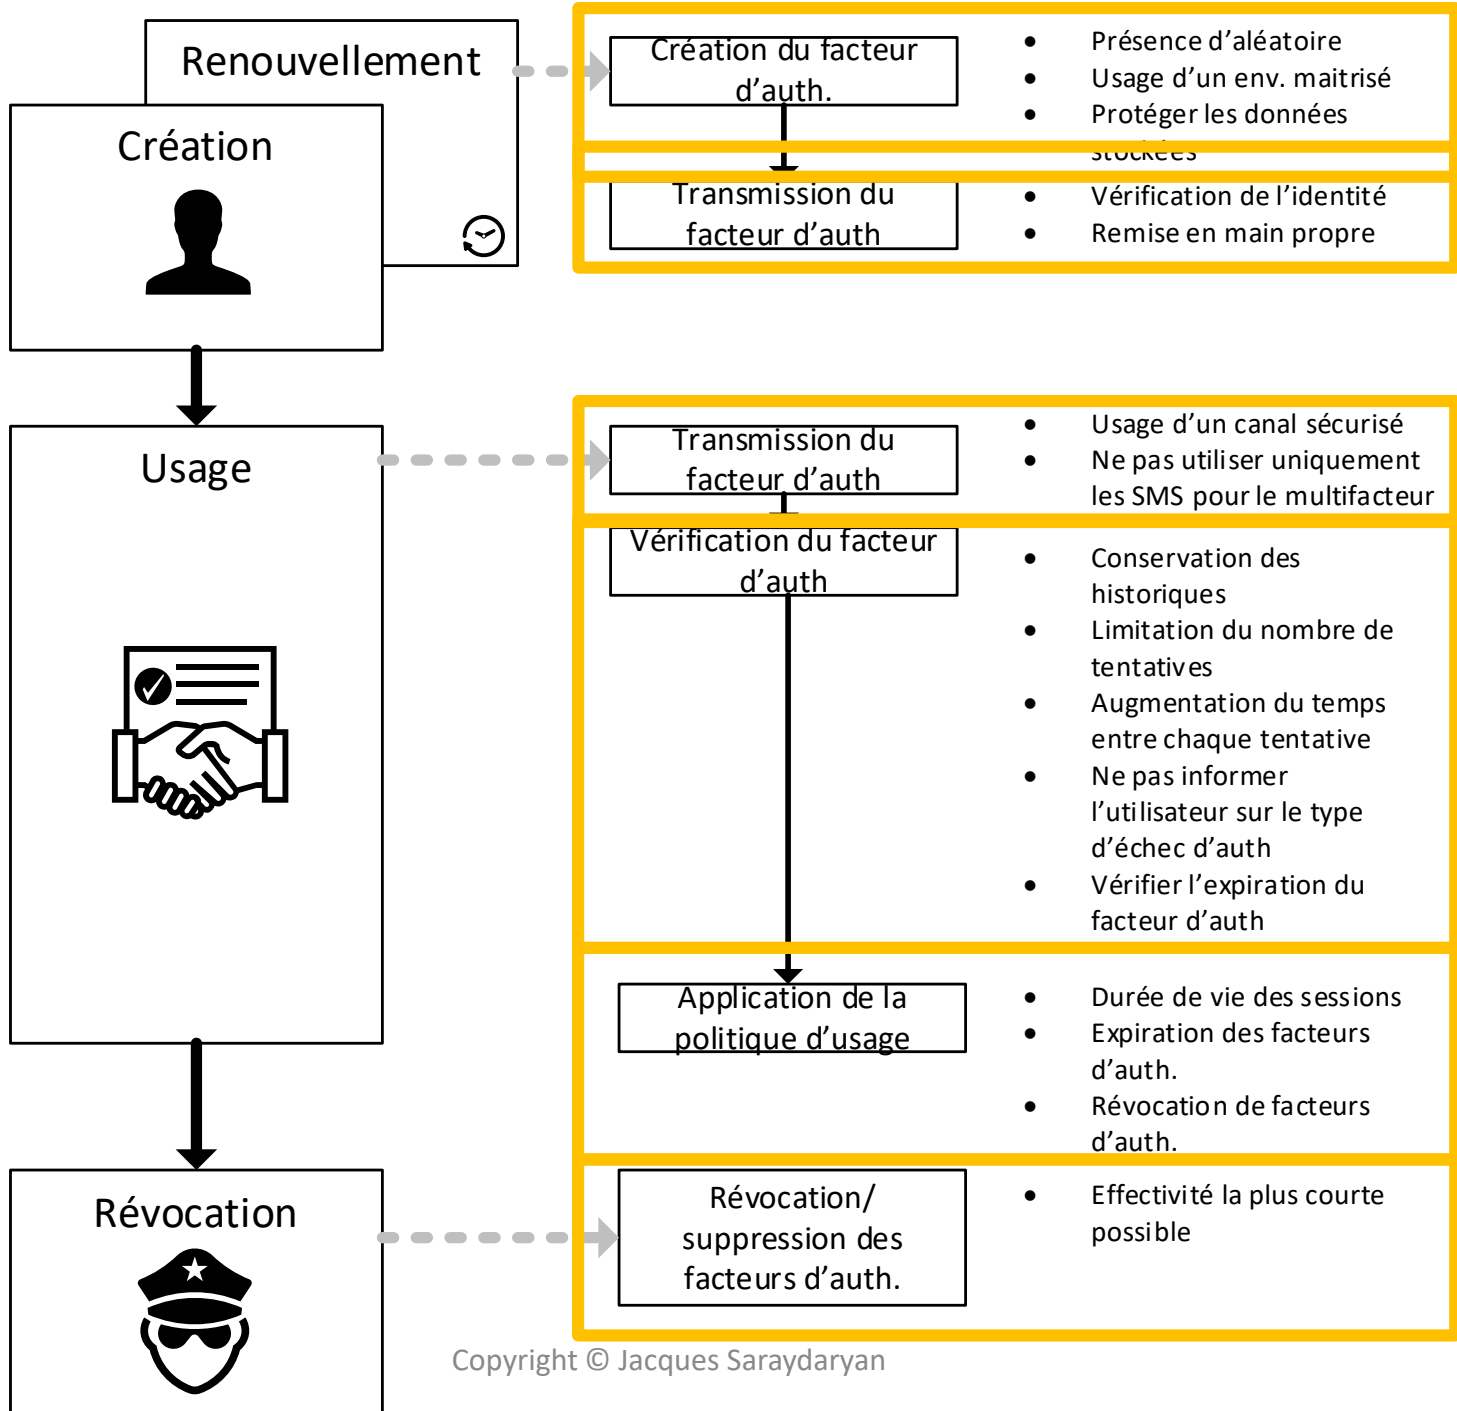 Renouvellement
Création
Création du facteur
d’auth.
• Présence d’aléatoire
• Usage d’un env. maitrisé
• Protéger les données
stockées
Transmission du
facteur d’auth
• Vérification de l’identité
• Remise en main propre
Usage
Transmission du
facteur d’auth
• Usage d’un canal sécurisé
• Ne pas utiliser uniquement
les SMS pour le multifacteur
Vérification du facteur
d’auth
• Conservation des
historiques
• Limitation du nombre de
tentatives
• Augmentation du temps
entre chaque tentative
• Ne pas informer
l’utilisateur sur le type
d’échec d’auth
• Vérifier l’expiration du
facteur d’auth
Application de la
politique d’usage
• Durée de vie des sessions
• Expiration des facteurs
d’auth.
• Révocation de facteurs
d’auth.
Révocation
Révocation/
suppression des
facteurs d’auth.
• Effectivité la plus courte
possible
Copyright © Jacques Saraydaryan